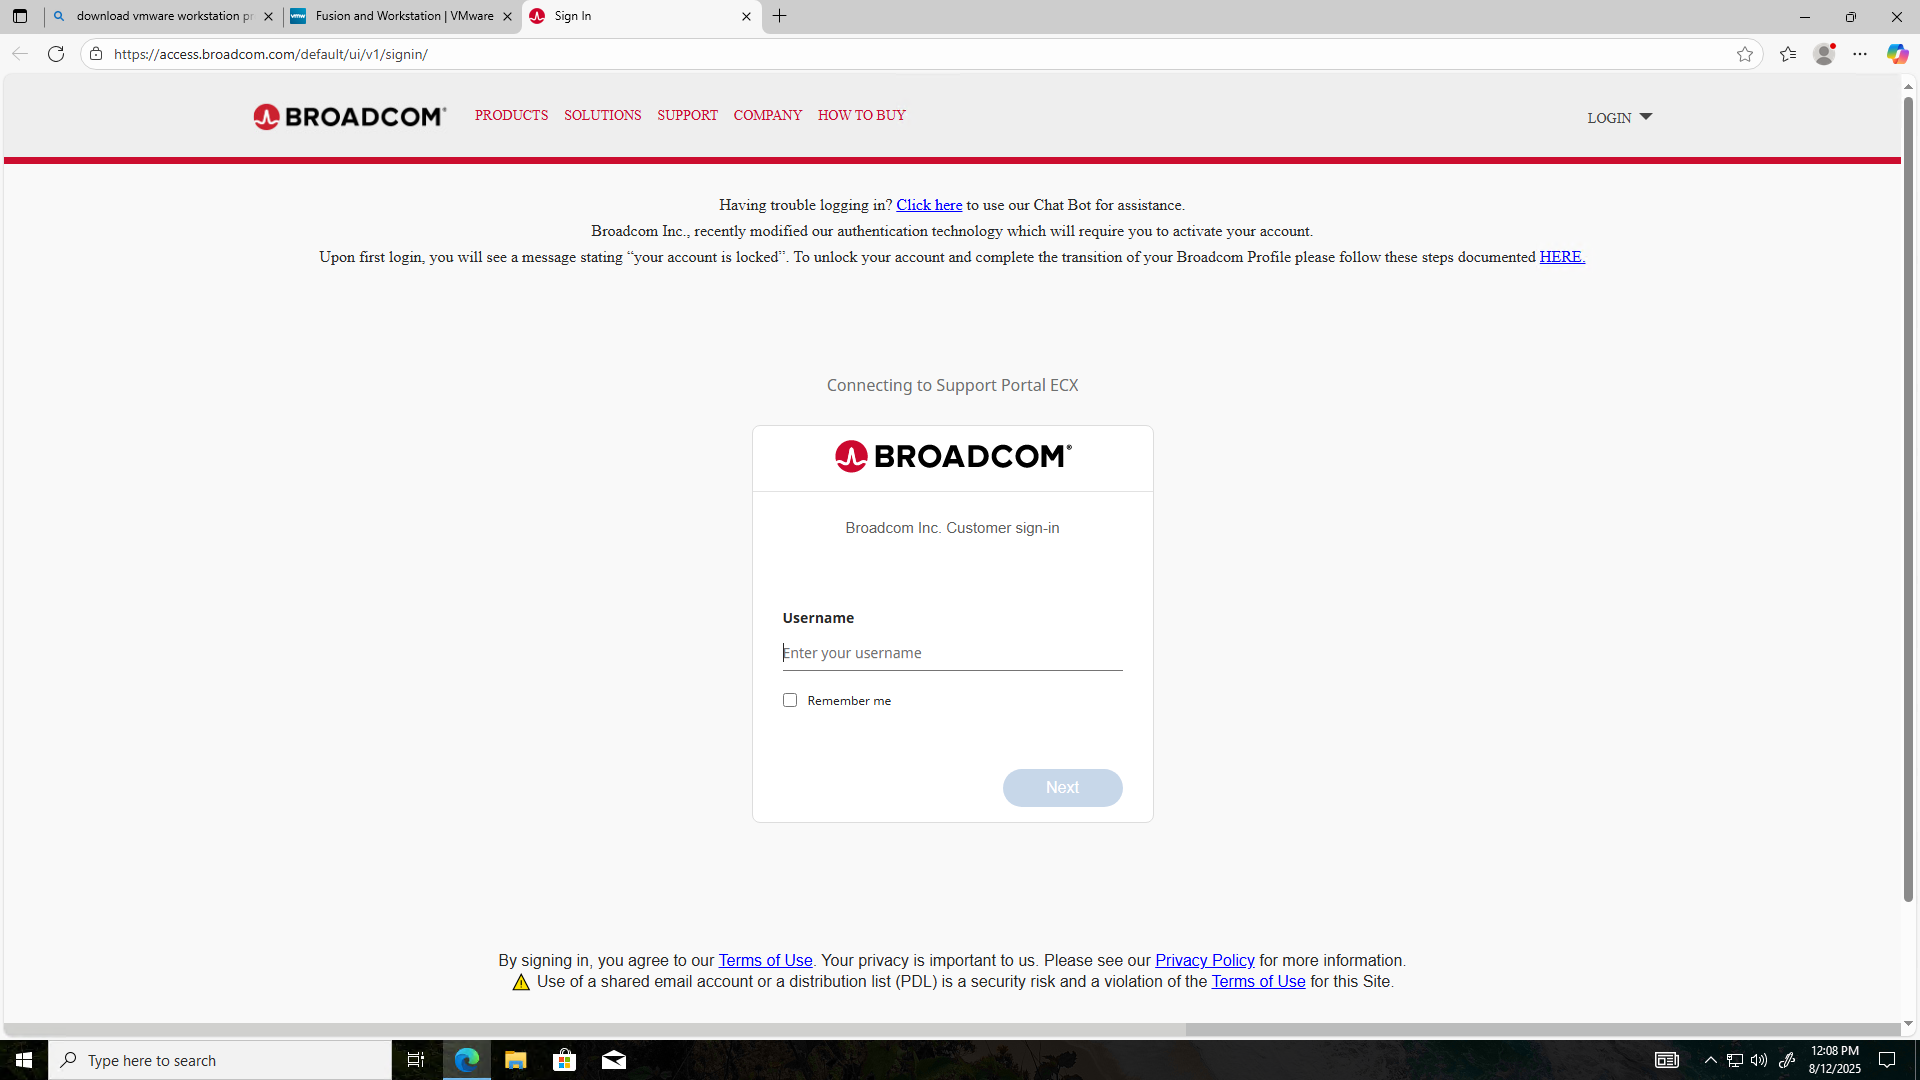 download vmware workstation pr
Fusion and Workstation | VMware
Sign In
https://access.broadcom.com/default/ui/v1/signin/
BROADCOM®
PRODUCTS
SOLUTIONS
SUPPORT
COMPANY
HOW TO BUY
LOGIN
Having trouble logging in? Click here to use our Chat Bot for assistance.
Broadcom Inc., recently modified our authentication technology which will require you to activate your account.
Upon first login, you will see a message stating “your account is locked”. To unlock your account and complete the transition of your Broadcom Profile please follow these steps documented HERE.
Connecting to Support Portal ECX
BROADCOM®
Broadcom Inc. Customer sign-in
Username
Enter your username
Remember me
Next
By signing in, you agree to our Terms of Use. Your privacy is important to us. Please see our Privacy Policy for more information.
⚠ Use of a shared email account or a distribution list (PDL) is a security risk and a violation of the Terms of Use for this Site.
Type here to search
12:08 PM
8/12/2025